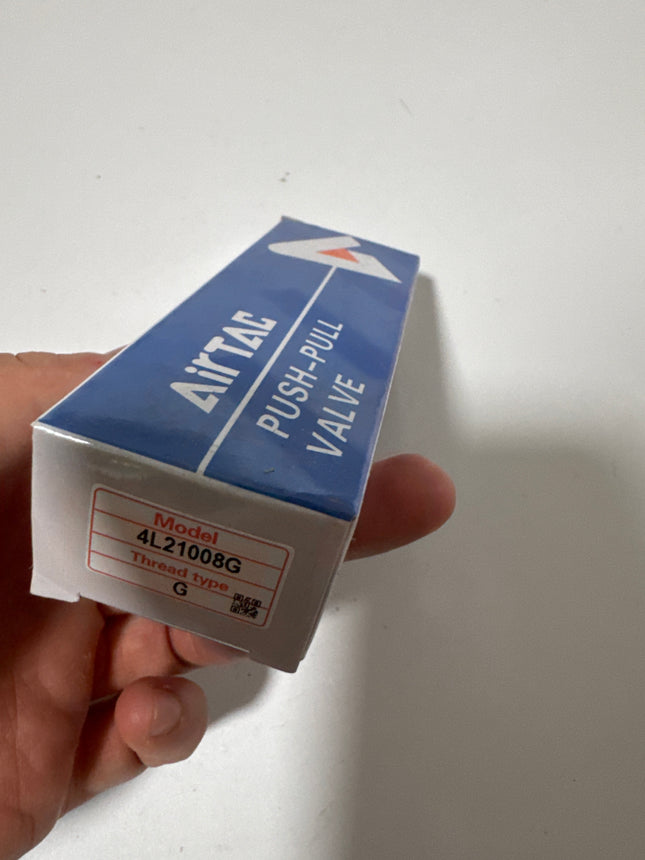 AirTAC
PUSH-PULL
VALVE
Model
4L21008G
Thread type
G